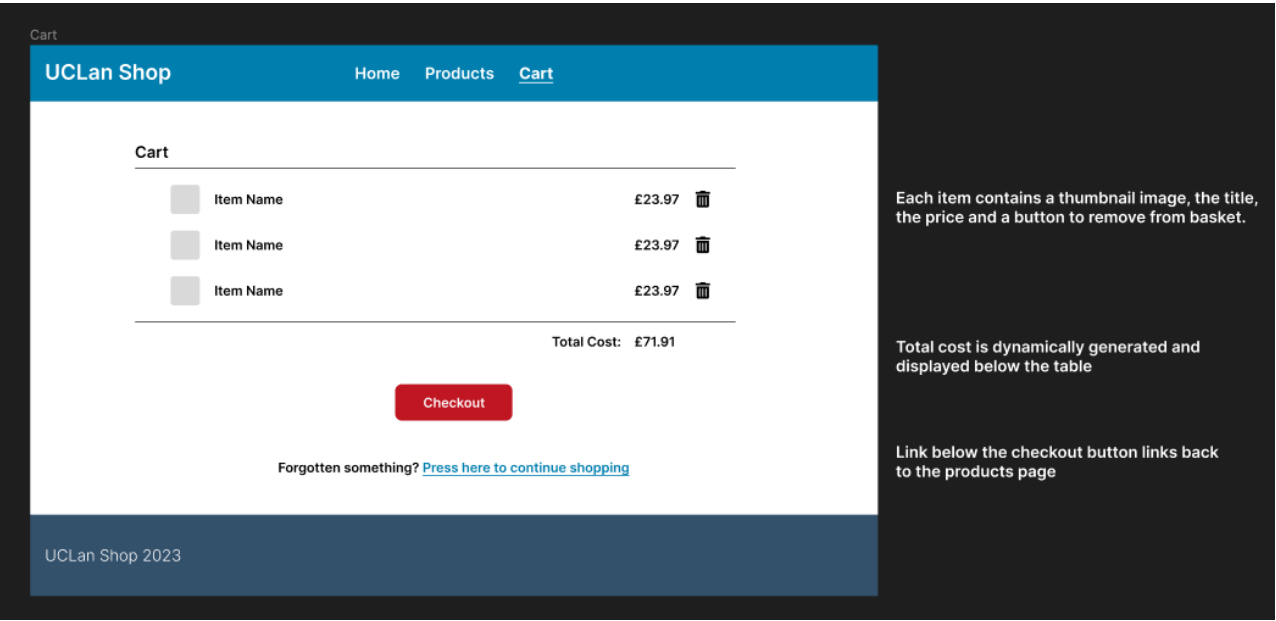 Cart
UCLan Shop
Home Products Cart
Cart
Item Name £23.97
Item Name £23.97
Item Name £23.97
Total Cost: £71.91
Checkout
Forgotten something? Press here to continue shopping
UCLan Shop 2023
Each item contains a thumbnail image, the title,
the price and a button to remove from basket.
Total cost is dynamically generated and
displayed below the table
Link below the checkout button links back
to the products page